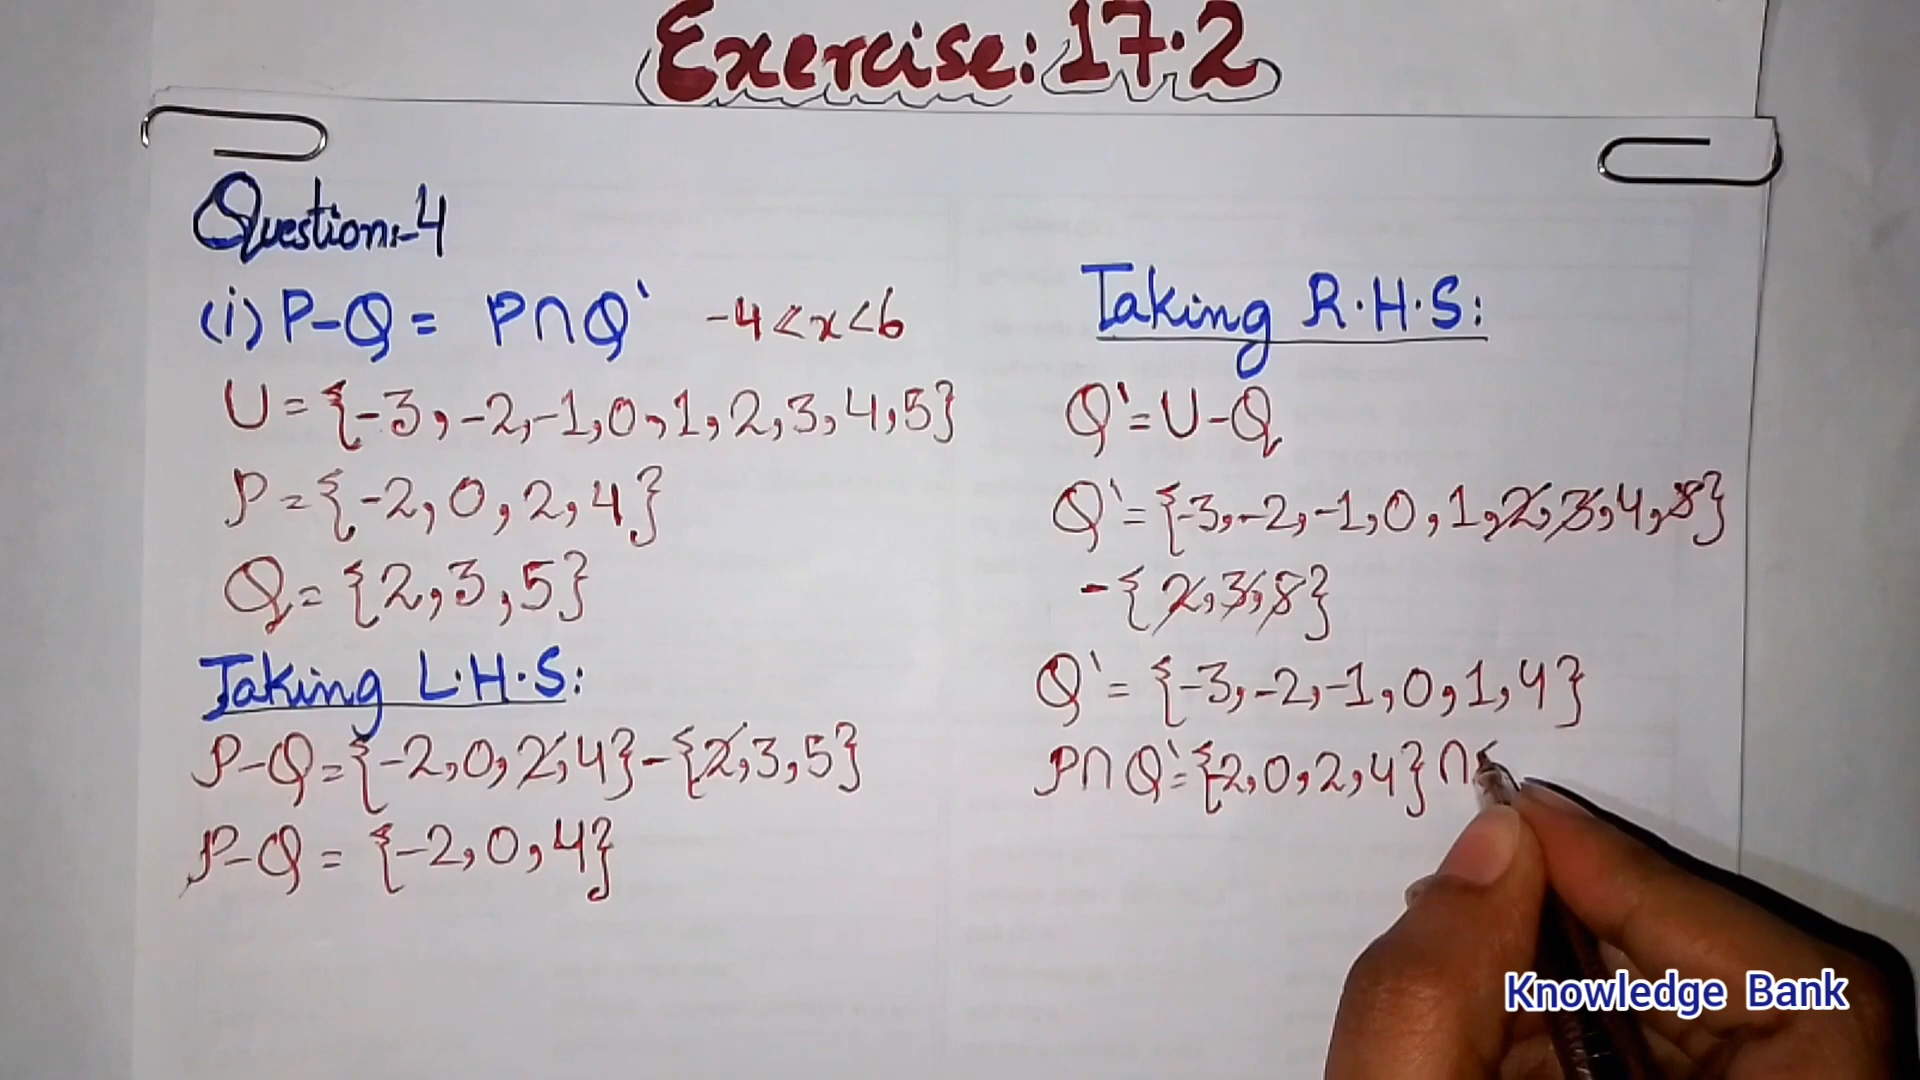 Exercise: 17.2
Question:-4
(i) P-Q = P∩Q' -4<x<6
U = {-3, -2, -1, 0, 1, 2, 3, 4, 5}
P = {-2, 0, 2, 4}
Q = {2, 3, 5}
Taking L.H.S:
P-Q = {-2, 0, 2, 4} - {2, 3, 5}
P-Q = {-2, 0, 4}
Taking R.H.S:
Q' = U-Q
Q' = {-3, -2, -1, 0, 1, 2, 3, 4, 5}
- {2, 3, 5}
Q' = {-3, -2, -1, 0, 1, 4}
P∩Q' = {-2, 0, 2, 4} ∩ {
Knowledge Bank